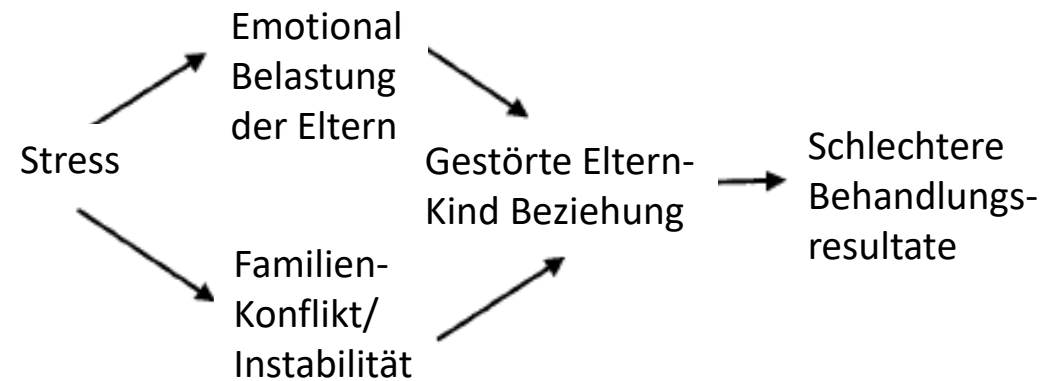 Stress
Emotional
Belastung
der Eltern
Familien-
Konflikt/
Instabilität
Gestörte Eltern-
Kind Beziehung
Schlechtere
Behandlungs-
resultate